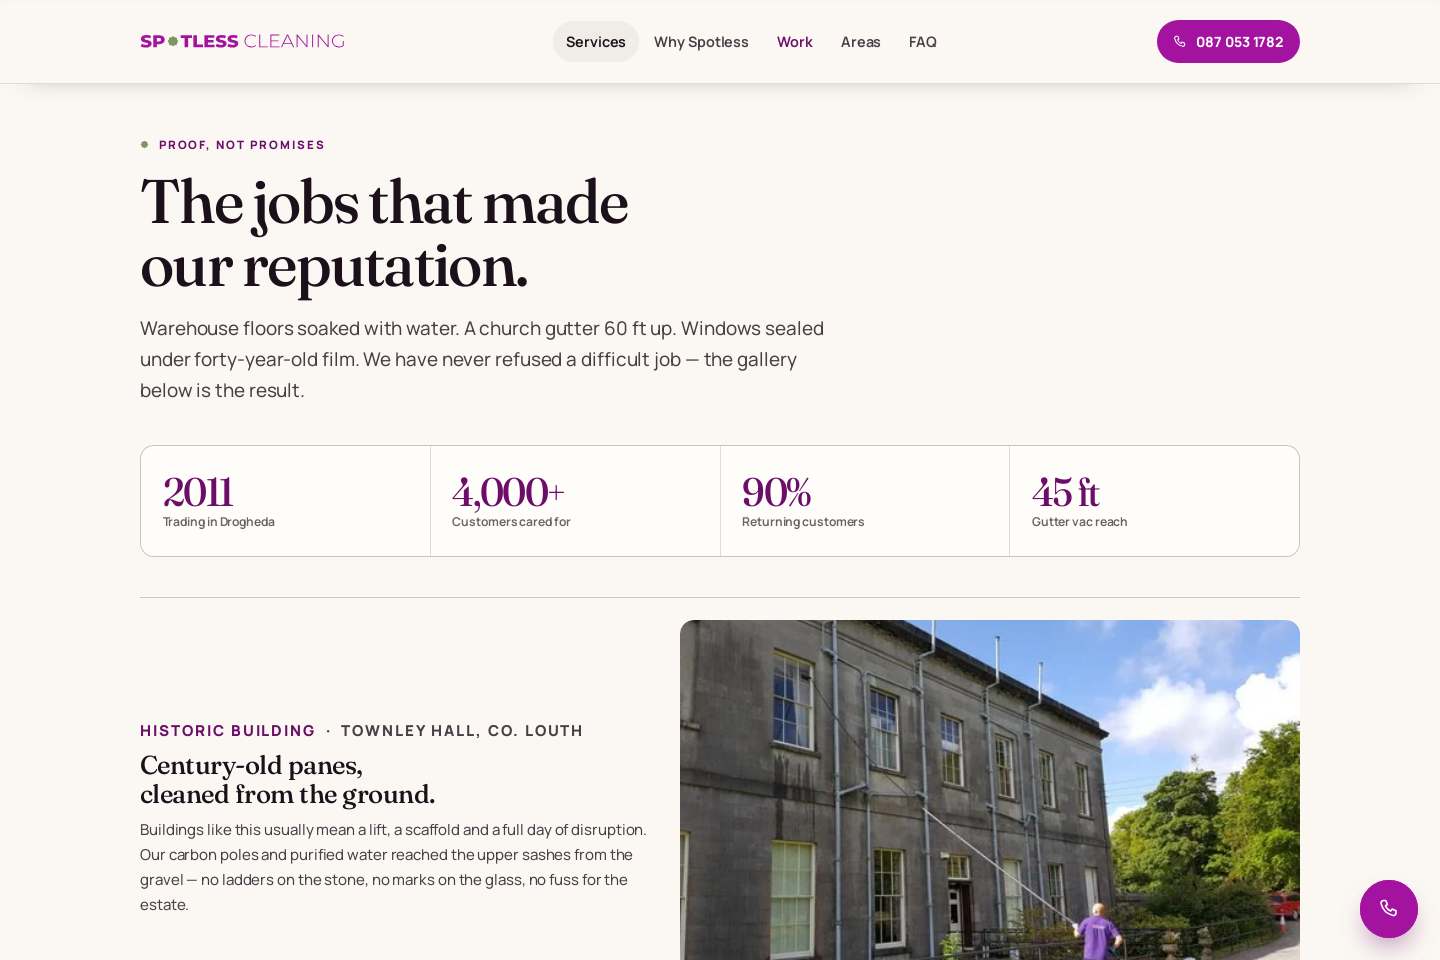 SP TLESS CLEANING
Services
Why Spotless
Work
Areas
FAQ
087 053 1782
PROOF, NOT PROMISES
The jobs that made
our reputation.
Warehouse floors soaked with water. A church gutter 60 ft up. Windows sealed
under forty-year-old film. We have never refused a difficult job — the gallery
below is the result.
2011
Trading in Drogheda
4,000+
Customers cared for
90%
Returning customers
45 ft
Gutter vac reach
HISTORIC BUILDING · TOWNLEY HALL, CO. LOUTH
Century-old panes,
cleaned from the ground.
Buildings like this usually mean a lift, a scaffold and a full day of disruption.
Our carbon poles and purified water reached the upper sashes from the
gravel — no ladders on the stone, no marks on the glass, no fuss for the
estate.